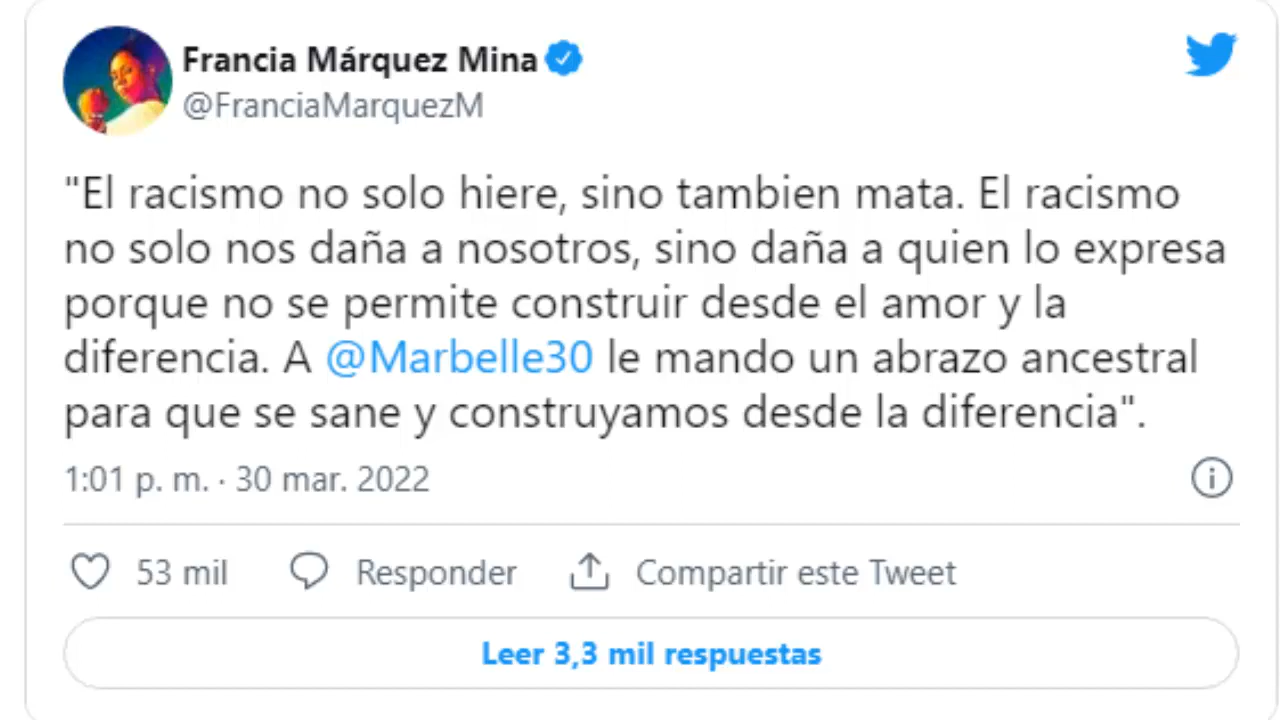 Francia Márquez Mina
@FranciaMarquezM
"El racismo no solo hiere, sino tambien mata. El racismo
no solo nos daña a nosotros, sino daña a quien lo expresa
porque no se permite construir desde el amor y la
diferencia. A @Marbelle30 le mando un abrazo ancestral
para que se sane y construyamos desde la diferencia".
1:01 p. m. · 30 mar. 2022
53 mil Responder Compartir este Tweet
Leer 3,3 mil respuestas